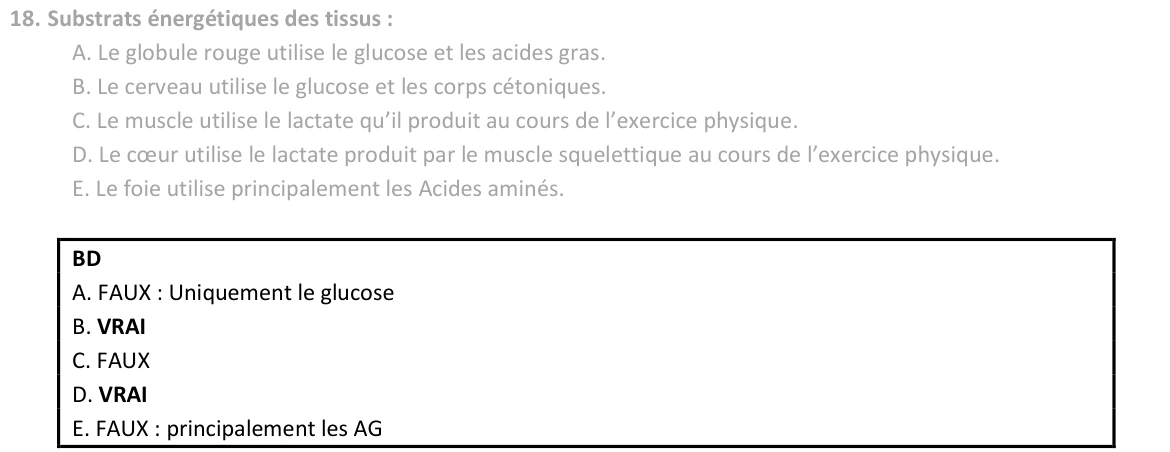 18. Substrats énergétiques des tissus :
A. Le globule rouge utilise le glucose et les acides gras.
B. Le cerveau utilise le glucose et les corps cétoniques.
C. Le muscle utilise le lactate qu’il produit au cours de l’exercice physique.
D. Le cœur utilise le lactate produit par le muscle squelettique au cours de l’exercice physique.
E. Le foie utilise principalement les Acides aminés.
BD
A. FAUX : Uniquement le glucose
B. VRAI
C. FAUX
D. VRAI
E. FAUX : principalement les AG